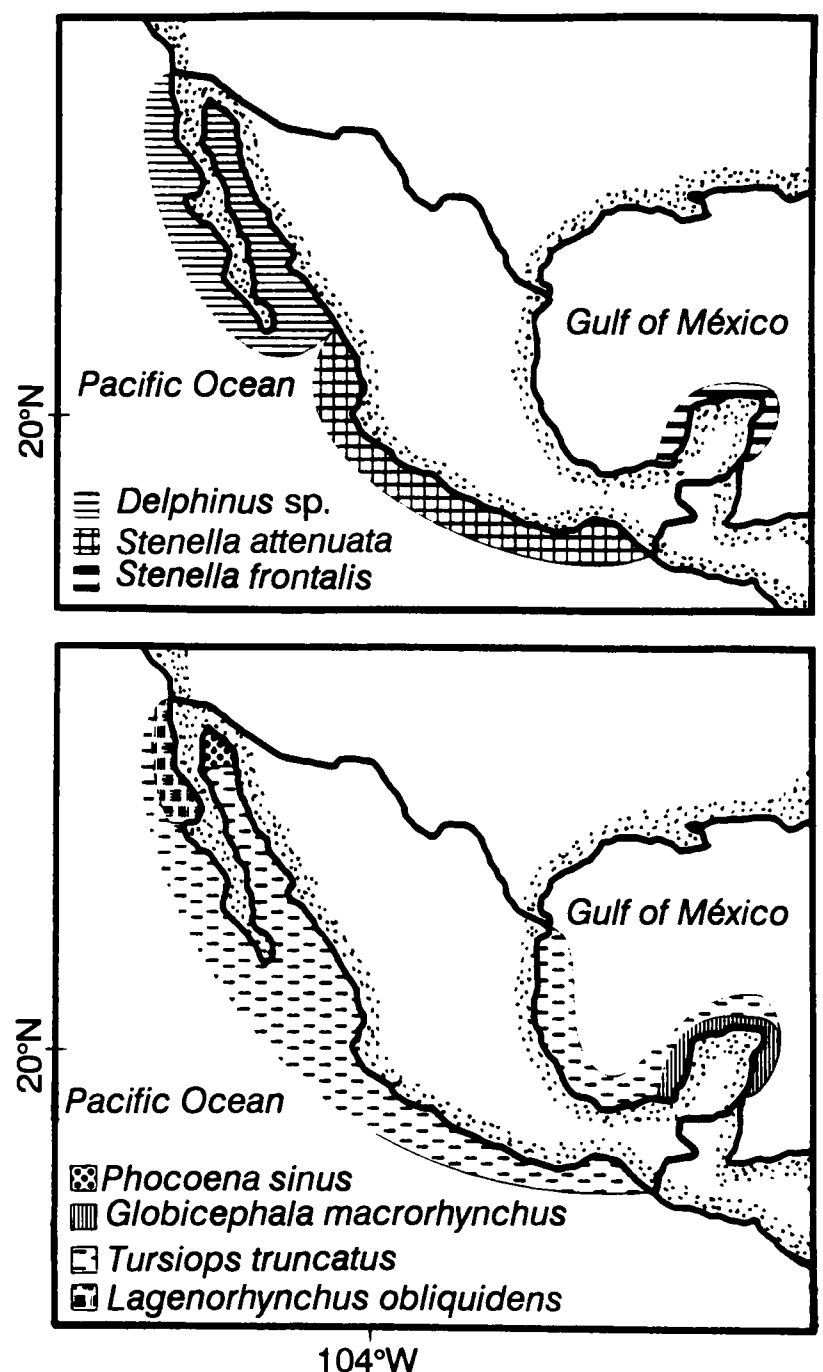 Gulf of México
Pacific Ocean
20°N
Delphinus sp.
Stenella attenuata
Stenella frontalis
Gulf of México
20°N
Pacific Ocean
Phocoena sinus
Globicephala macrorhynchus
Tursiops truncatus
Lagenorhynchus obliquidens
104°W